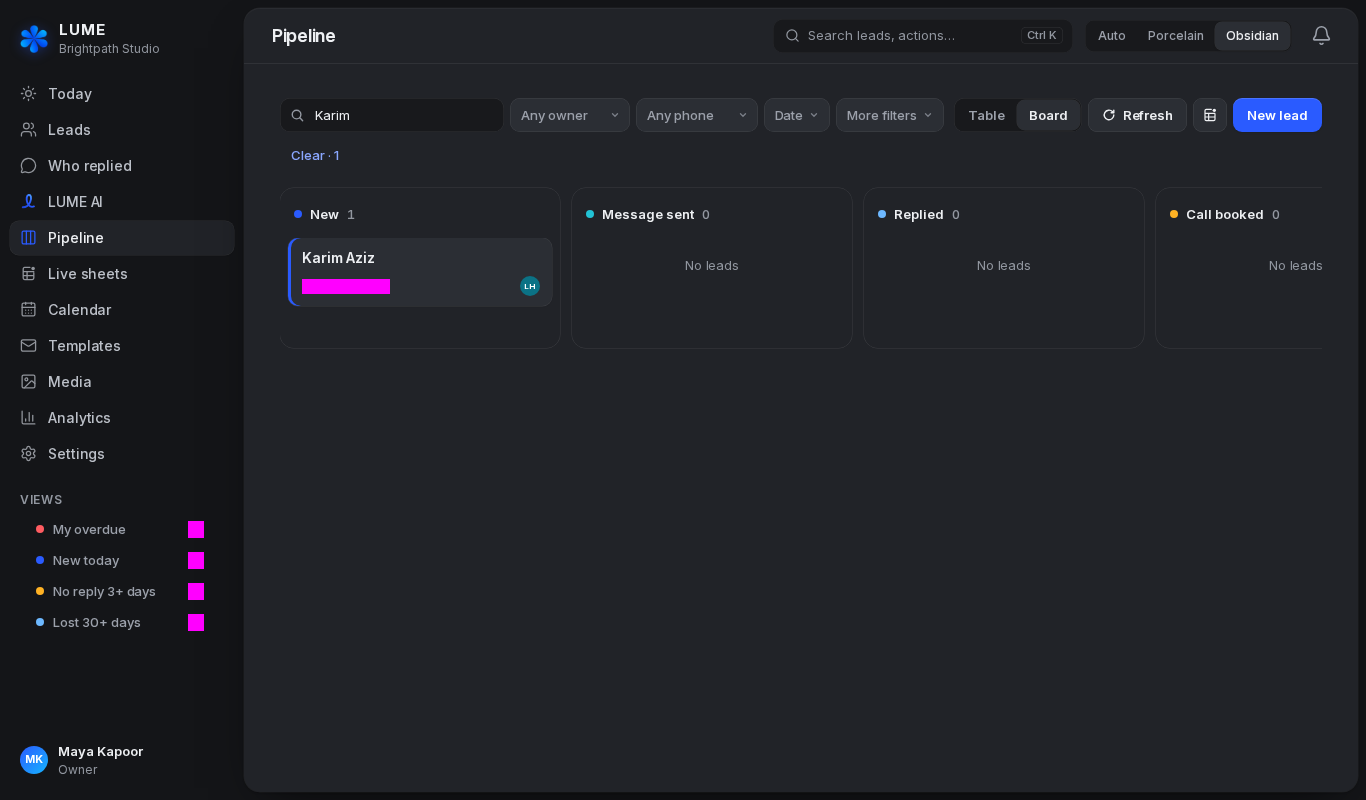 LUME
Brightpath Studio
Today
Leads
Who replied
LUME AI
Pipeline
Live sheets
Calendar
Templates
Media
Analytics
Settings
VIEWS
My overdue
New today
No reply 3+ days
Lost 30+ days
MK
Maya Kapoor
Owner
Pipeline
Search leads, actions…
Ctrl K
Auto
Porcelain
Obsidian
Karim
Any owner
Any phone
Date
More filters
Table
Board
Refresh
New lead
Clear · 1
New 1
Karim Aziz
LH
Message sent 0
No leads
Replied 0
No leads
Call booked 0
No leads